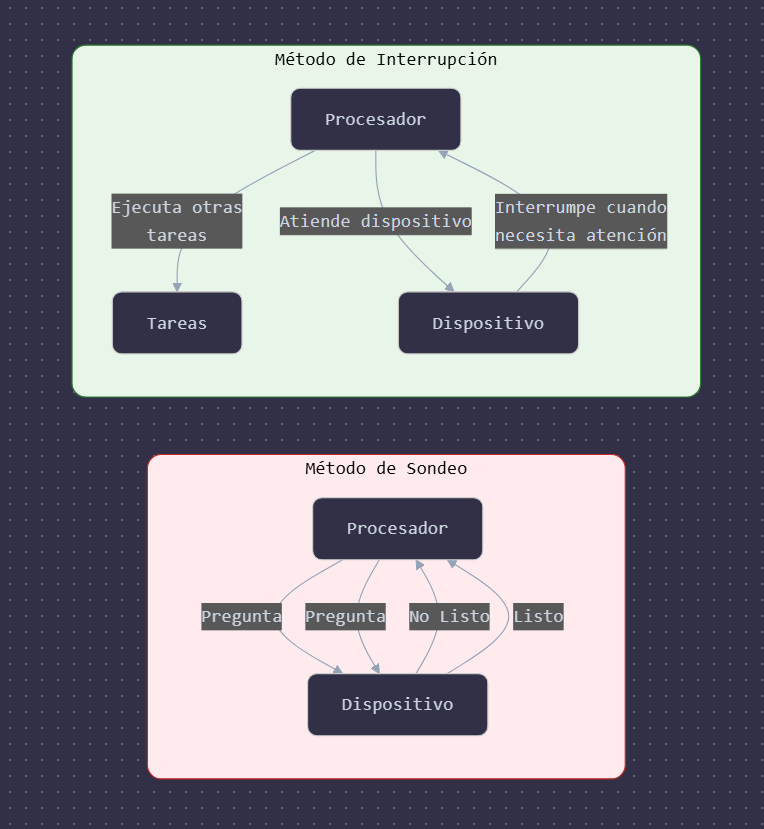 Método de Interrupción
Procesador
Ejecuta otras
tareas
Atiende dispositivo
Interrumpe cuando
necesita atención
Tareas
Dispositivo
Método de Sondeo
Procesador
Pregunta
Pregunta
No Listo
Listo
Dispositivo